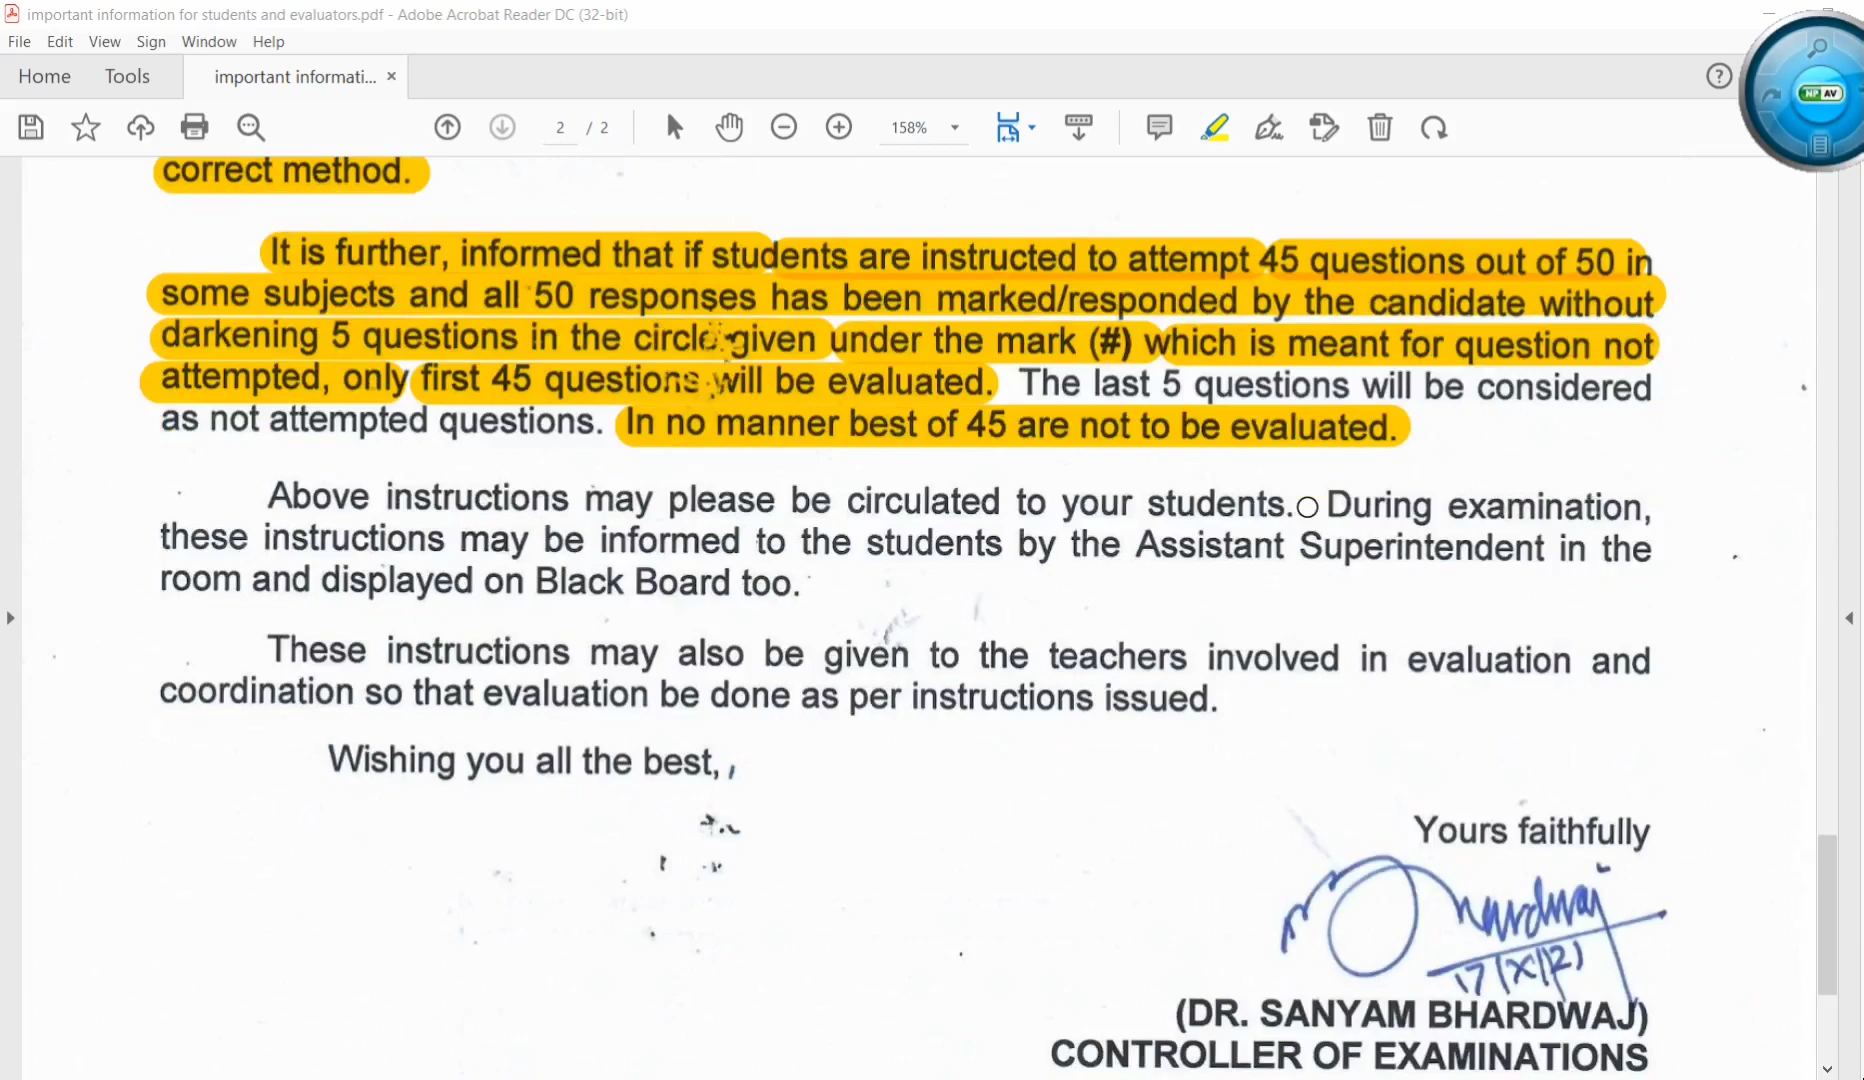 important information for students and evaluators.pdf - Adobe Acrobat Reader DC (32-bit)
File Edit View Sign Window Help
Home Tools important informati... ×
2 / 2 158%
NP AV
correct method.
It is further, informed that if students are instructed to attempt 45 questions out of 50 in
some subjects and all 50 responses has been marked/responded by the candidate without
darkening 5 questions in the circle given under the mark (#) which is meant for question not
attempted, only first 45 questions will be evaluated. The last 5 questions will be considered
as not attempted questions. In no manner best of 45 are not to be evaluated.
Above instructions may please be circulated to your students. During examination,
these instructions may be informed to the students by the Assistant Superintendent in the
room and displayed on Black Board too.
These instructions may also be given to the teachers involved in evaluation and
coordination so that evaluation be done as per instructions issued.
Wishing you all the best,
Yours faithfully
(DR. SANYAM BHARDWAJ)
CONTROLLER OF EXAMINATIONS